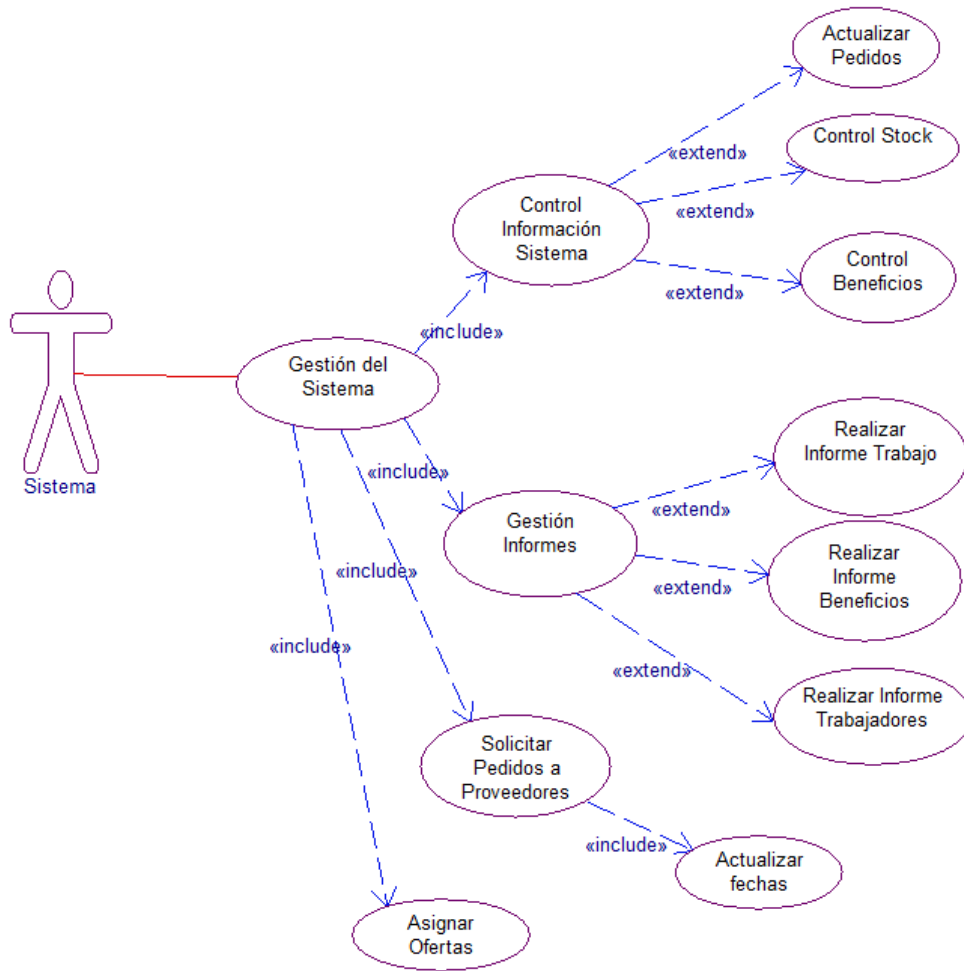 Actualizar
Pedidos
«extend»
Control Stock
Control
Información
Sistema
«extend»
Control
Beneficios
«extend»
«include»
Gestión del
Sistema
Sistema
Realizar
Informe Trabajo
«include»
«extend»
Gestión
Informes
Realizar
Informe
Beneficios
«extend»
«include»
«include»
«extend»
Realizar Informe
Trabajadores
Solicitar
Pedidos a
Proveedores
«include»
Actualizar
fechas
Asignar
Ofertas